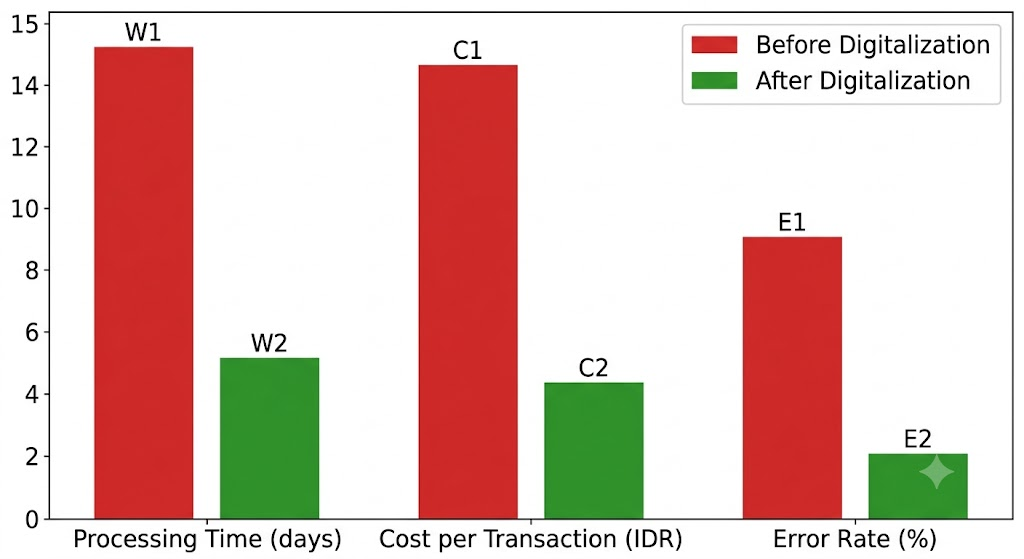 15
14
12
10
8
6
4
2
0
W1
W2
C1
C2
E1
E2
Before Digitalization
After Digitalization
Processing Time (days)
Cost per Transaction (IDR)
Error Rate (%)